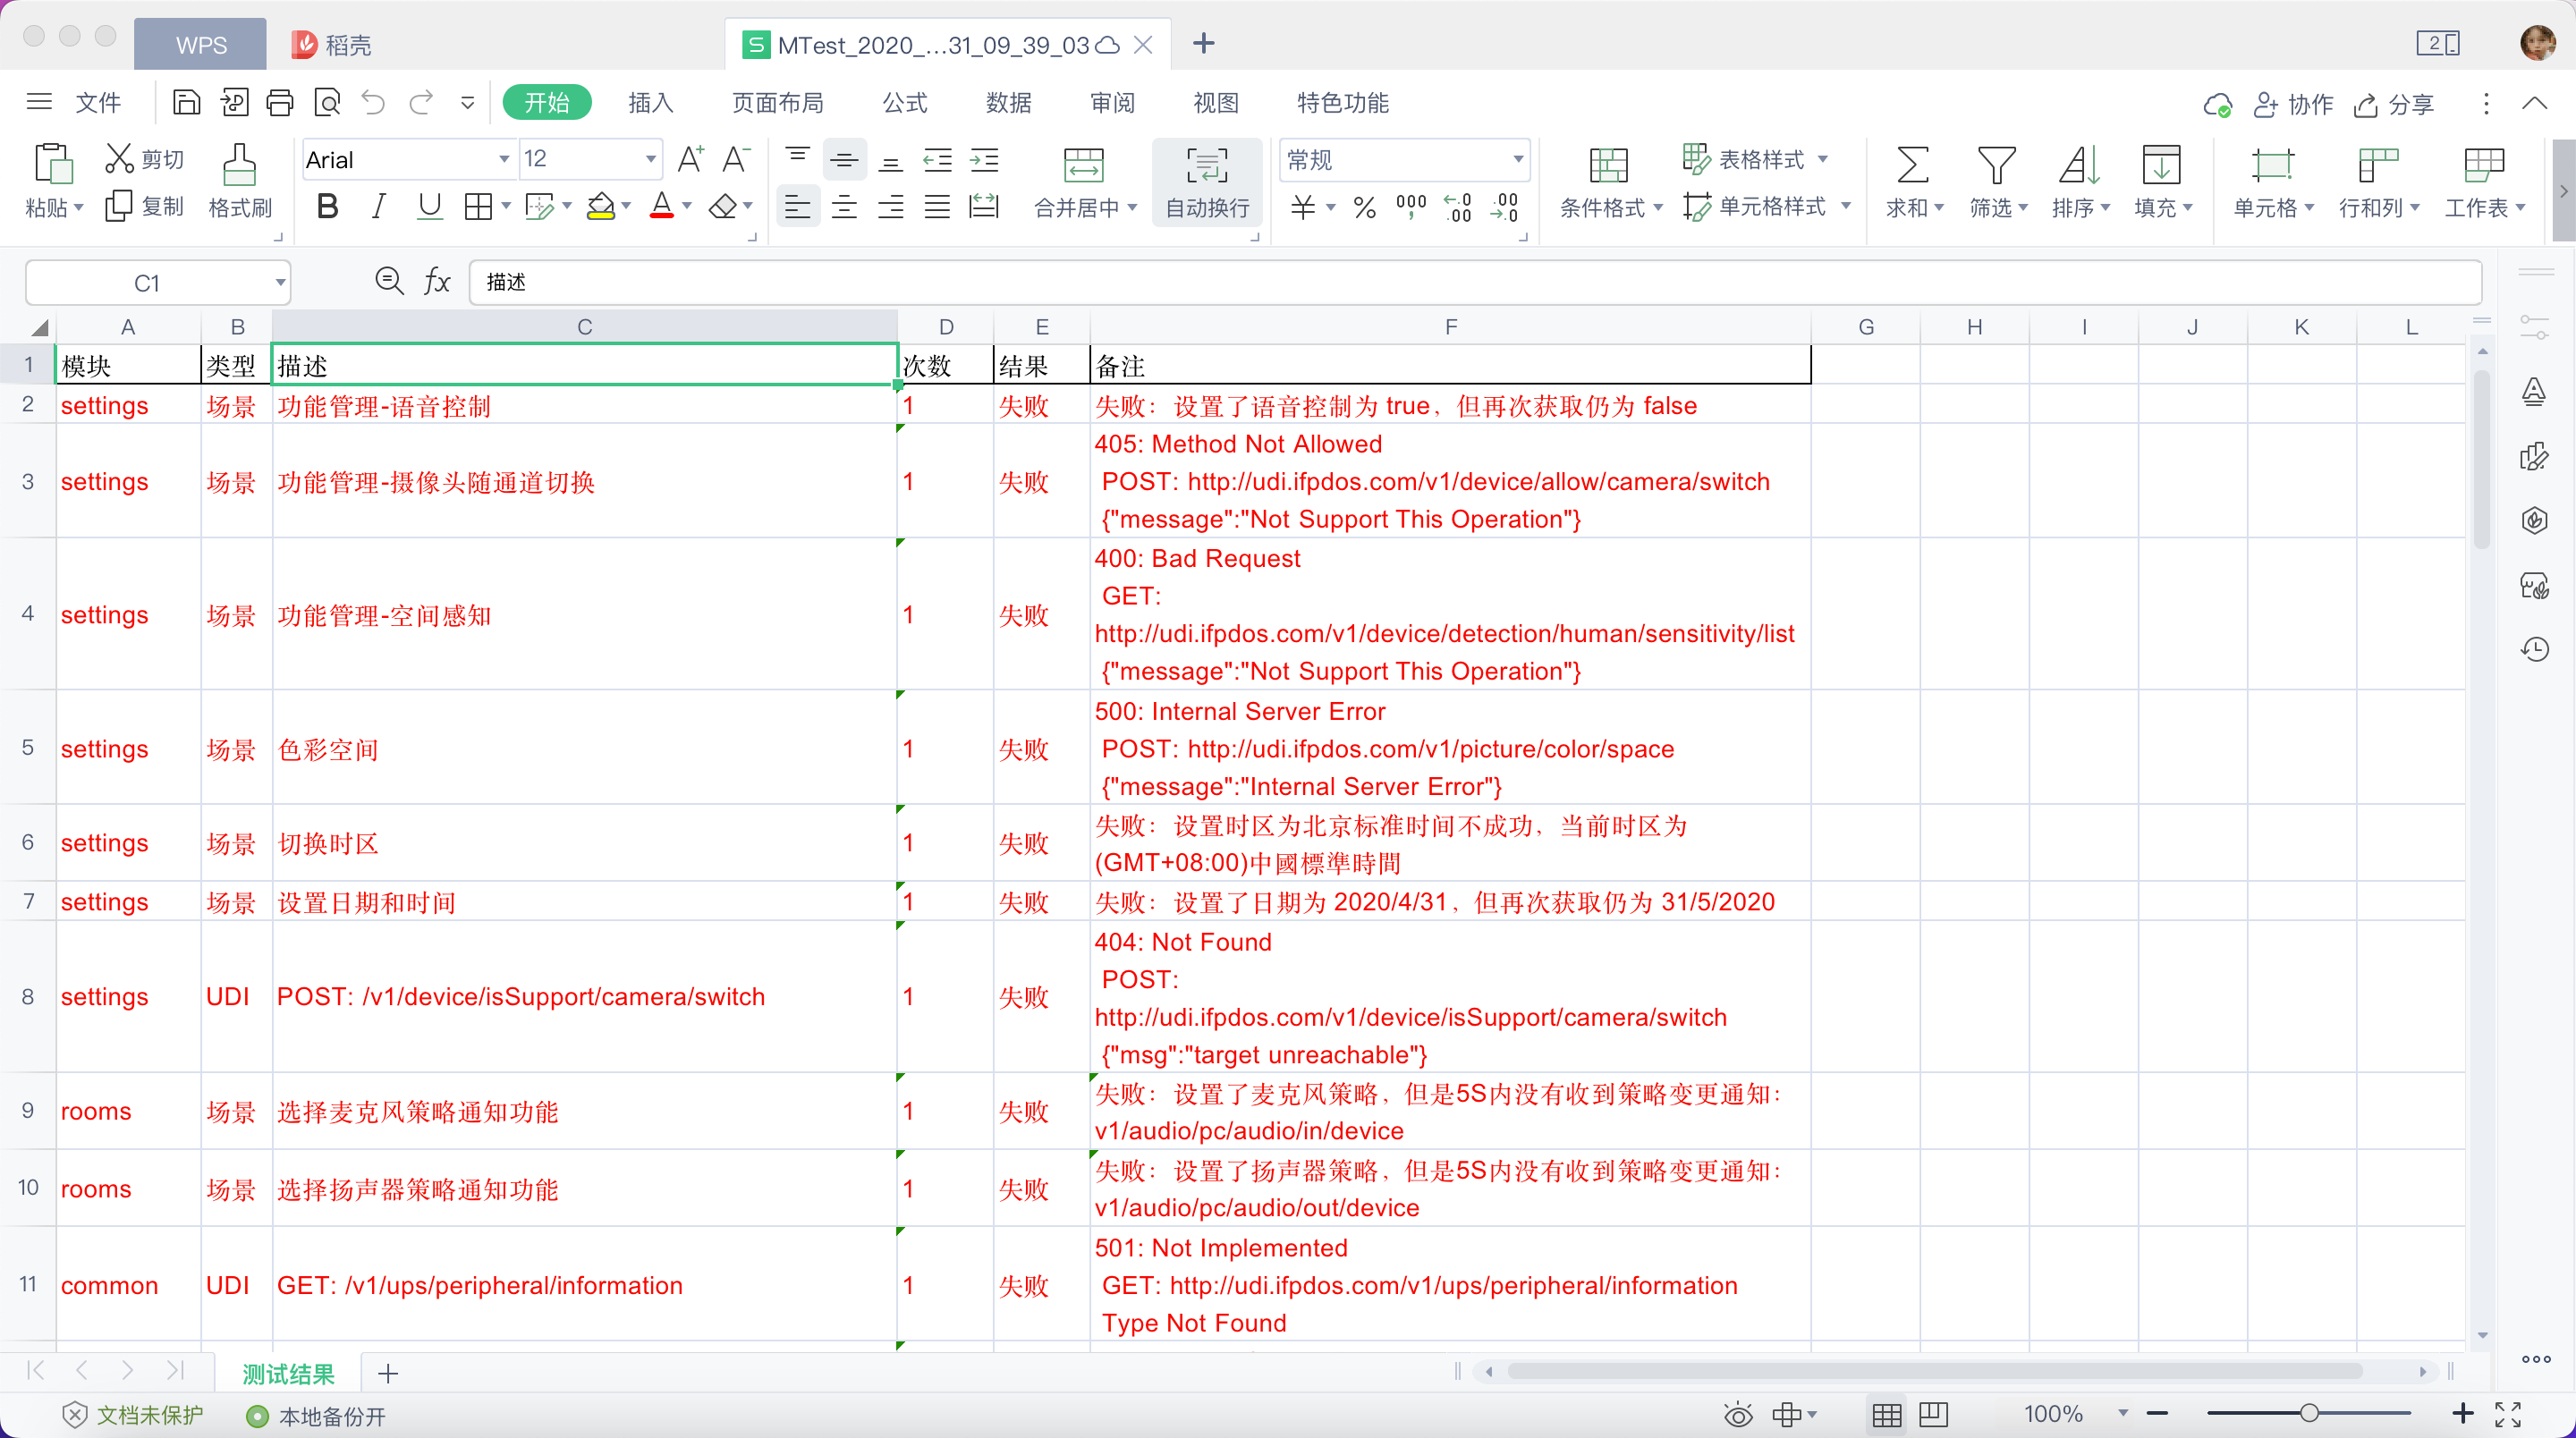 WPS
稻壳
MTest_2020_...31_09_39_03
2
文件
开始
插入
页面布局
公式
数据
审阅
视图
特色功能
协作
分享
粘贴
剪切
复制
格式刷
Arial
12
合并居中
自动换行
常规
条件格式
表格样式
单元格样式
求和
筛选
排序
填充
单元格
行和列
工作表
C1
fx
描述
A B C D E F G H I J K L
1 模块 类型 描述 次数 结果 备注
2 settings 场景 功能管理-语音控制 1 失败 失败：设置了语音控制为 true，但再次获取仍为 false
3 settings 场景 功能管理-摄像头随通道切换 1 失败 405: Method Not Allowed
POST: http://udi.ifpdos.com/v1/device/allow/camera/switch
{"message":"Not Support This Operation"}
4 settings 场景 功能管理-空间感知 1 失败 400: Bad Request
GET:
http://udi.ifpdos.com/v1/device/detection/human/sensitivity/list
{"message":"Not Support This Operation"}
5 settings 场景 色彩空间 1 失败 500: Internal Server Error
POST: http://udi.ifpdos.com/v1/picture/color/space
{"message":"Internal Server Error"}
6 settings 场景 切换时区 1 失败 失败：设置时区为北京标准时间不成功，当前时区为
(GMT+08:00)中國標準時間
7 settings 场景 设置日期和时间 1 失败 失败：设置了日期为 2020/4/31，但再次获取仍为 31/5/2020
8 settings UDI POST: /v1/device/isSupport/camera/switch 1 失败 404: Not Found
POST:
http://udi.ifpdos.com/v1/device/isSupport/camera/switch
{"msg":"target unreachable"}
9 rooms 场景 选择麦克风策略通知功能 1 失败 失败：设置了麦克风策略，但是5S内没有收到策略变更通知：
v1/audio/pc/audio/in/device
10 rooms 场景 选择扬声器策略通知功能 1 失败 失败：设置了扬声器策略，但是5S内没有收到策略变更通知：
v1/audio/pc/audio/out/device
11 common UDI GET: /v1/ups/peripheral/information 1 失败 501: Not Implemented
GET: http://udi.ifpdos.com/v1/ups/peripheral/information
Type Not Found
测试结果
文档未保护
本地备份开
100%